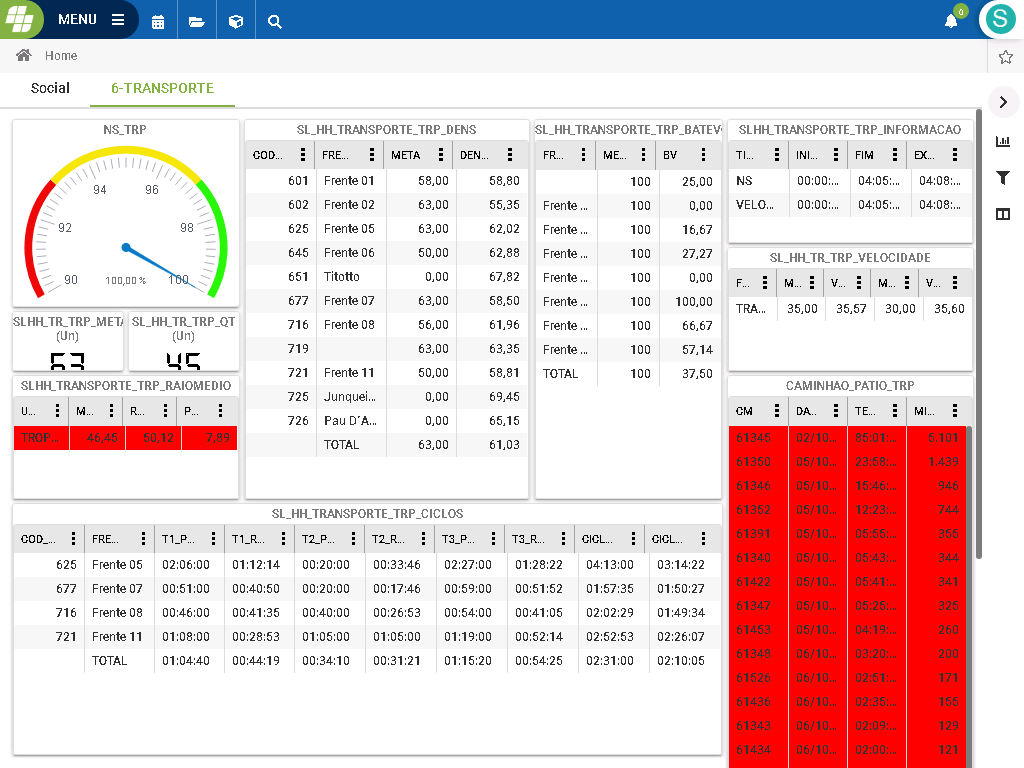 MENU
6
S
Home
Social 6-TRANSPORTE
NS_TRP
90 92 94 96 98 100
100,00 %
SLHH_TR_TRP_META
(Un)
63
SL_HH_TR_TRP_QT
(Un)
45
SLHH_TRANSPORTE_TRP_RAIOMEDIO
U... M... R... P...
TROP... 46,45 50,12 7,89
SL_HH_TRANSPORTE_TRP_DENS
COD... FRE... META DEN...
601 Frente 01 58,00 58,80
602 Frente 02 63,00 55,35
625 Frente 05 63,00 62,02
645 Frente 06 50,00 62,88
651 Titotto 0,00 67,82
677 Frente 07 63,00 58,50
716 Frente 08 56,00 61,96
719 63,00 63,35
721 Frente 11 50,00 58,81
725 Junquei... 0,00 69,45
726 Pau D´A... 0,00 65,15
TOTAL 63,00 61,03
SL_HH_TRANSPORTE_TRP_BATEV
FR... ME... BV
100 25,00
Frente ... 100 0,00
Frente ... 100 16,67
Frente ... 100 27,27
Frente ... 100 0,00
Frente ... 100 100,00
Frente ... 100 66,67
Frente ... 100 57,14
TOTAL 100 37,50
SLHH_TRANSPORTE_TRP_INFORMACAO
TI... INI... FIM EX...
NS 00:00:... 04:05:... 04:08:...
VELO... 00:00:... 04:05:... 04:08:...
SL_HH_TR_TRP_VELOCIDADE
F... M... V... M... V...
TRA... 35,00 35,57 30,00 35,60
CAMINHAO_PATIO_TRP
CM DA... TE... MI...
61345 02/10... 85:01:... 5.101
61350 05/10... 23:58:... 1.439
61346 05/10... 15:46:... 946
61352 06/10... 12:23:... 744
61391 06/10... 05:55:... 355
61340 06/10... 05:43:... 344
61422 06/10... 05:41:... 341
61347 06/10... 05:25:... 325
61453 06/10... 04:19:... 260
61348 06/10... 03:20:... 200
61526 06/10... 02:51:... 171
61436 06/10... 02:35:... 155
61343 06/10... 02:09:... 129
61434 06/10... 02:00:... 121
SL_HH_TRANSPORTE_TRP_CICLOS
COD_... FRE... T1_P... T1_R... T2_P... T2_R... T3_P... T3_R... CICL... CICL...
625 Frente 05 02:06:00 01:12:14 00:20:00 00:33:46 02:27:00 01:28:22 04:13:00 03:14:22
677 Frente 07 00:51:00 00:40:50 00:20:00 00:17:46 00:59:00 00:51:52 01:57:35 01:50:27
716 Frente 08 00:46:00 00:41:35 00:40:00 00:26:53 00:54:00 00:41:05 02:02:29 01:49:34
721 Frente 11 01:08:00 00:28:53 01:05:00 01:05:00 01:19:00 00:52:14 02:52:53 02:26:07
TOTAL 01:04:40 00:44:19 00:34:10 00:31:21 01:15:20 00:54:25 02:31:00 02:10:05